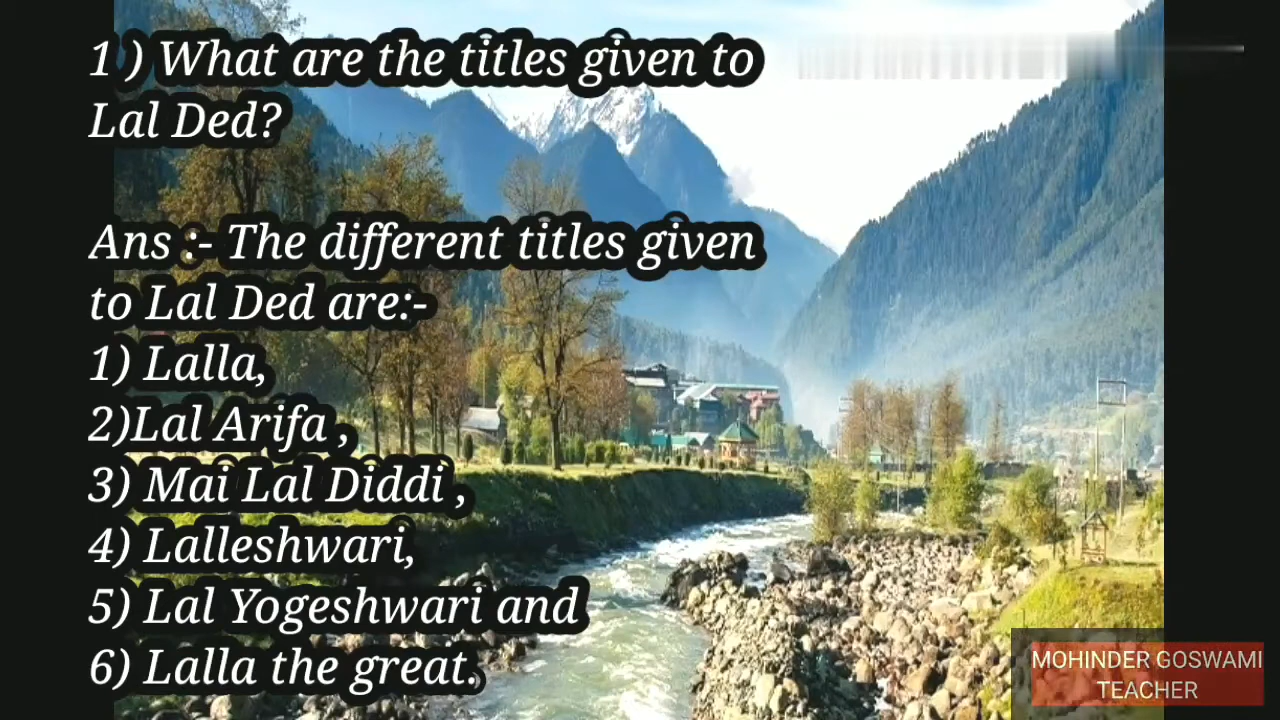 1 ) What are the titles given to
Lal Ded?
Ans :- The different titles given
to Lal Ded are:-
1) Lalla,
2)Lal Arifa ,
3) Mai Lal Diddi ,
4) Lalleshwari,
5) Lal Yogeshwari and
6) Lalla the great.
MOHINDER GOSWAMI
TEACHER